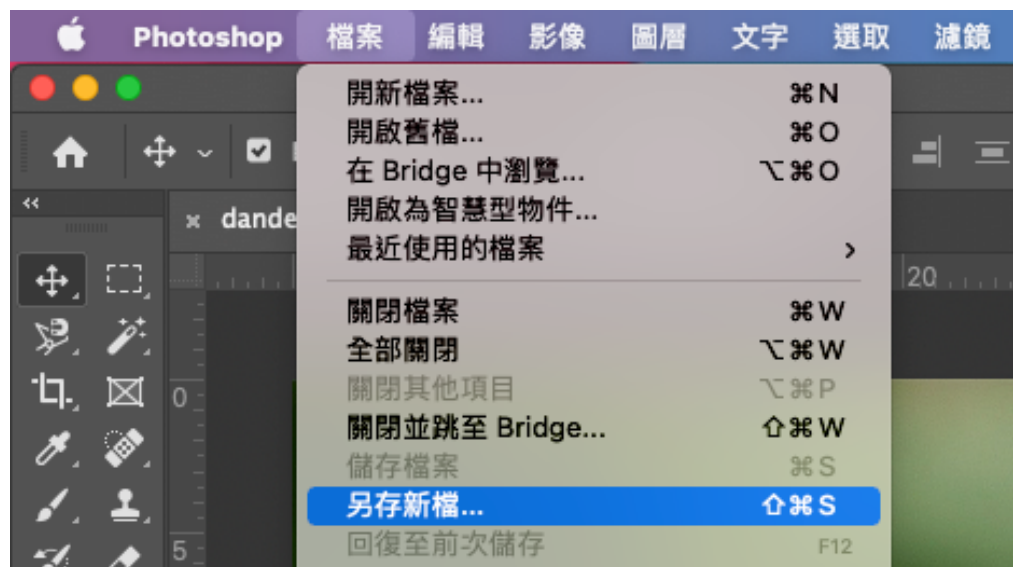 Photoshop 檔案 編輯 影像 圖層 文字 選取 濾鏡
開新檔案... ⌘N
開啟舊檔... ⌘O
在 Bridge 中瀏覽... ⌥⌘O
開啟為智慧型物件...
最近使用的檔案 >
關閉檔案 ⌘W
全部關閉 ⌥⌘W
關閉其他項目 ⌥⌘P
關閉並跳至 Bridge... ⇧⌘W
儲存檔案 ⌘S
另存新檔... ⇧⌘S
回復至前次儲存 F12
× dande
20
0
5